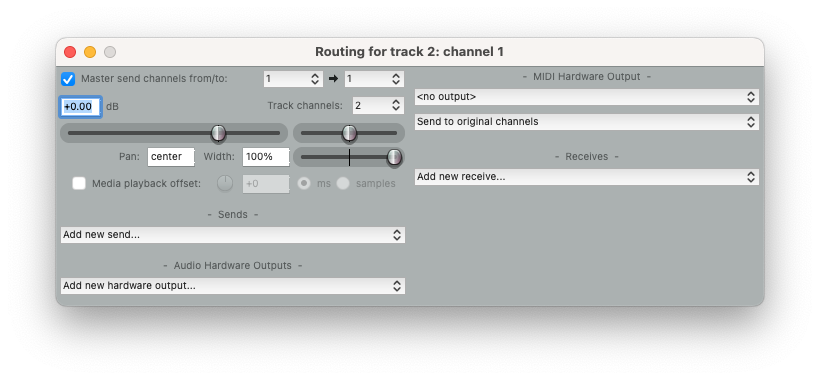 Routing for track 2: channel 1
Master send channels from/to: 1 1
+0.00 dB Track channels: 2
Pan: center Width: 100%
Media playback offset: +0 ms samples
- Sends -
Add new send...
- Audio Hardware Outputs -
Add new hardware output...
- MIDI Hardware Output -
<no output>
Send to original channels
- Receives -
Add new receive...